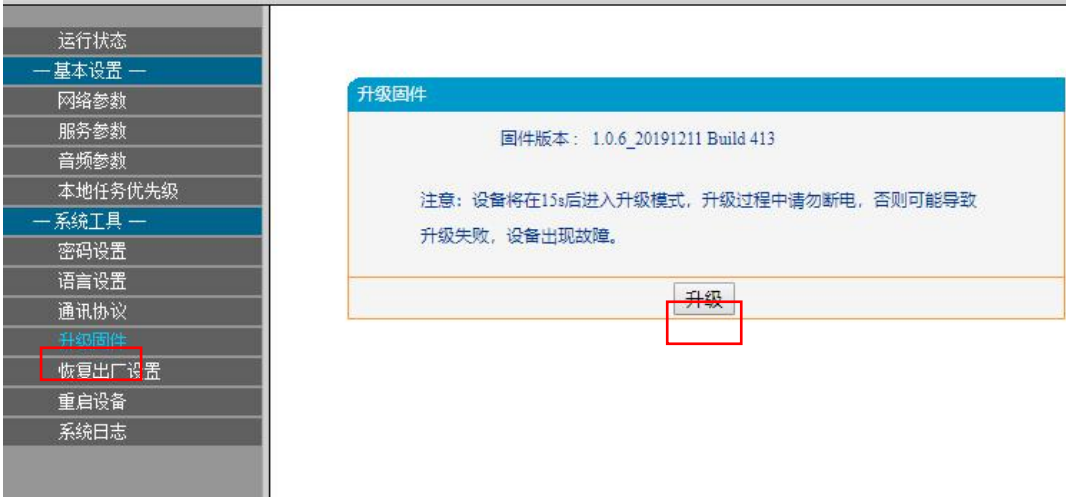 运行状态
— 基本设置 —
网络参数
服务参数
音频参数
本地任务优先级
— 系统工具 —
密码设置
语言设置
通讯协议
升级固件
恢复出厂设置
重启设备
系统日志
升级固件
固件版本： 1.0.6_20191211 Build 413
注意：设备将在15s后进入升级模式，升级过程中请勿断电，否则可能导致
升级失败，设备出现故障。
升级